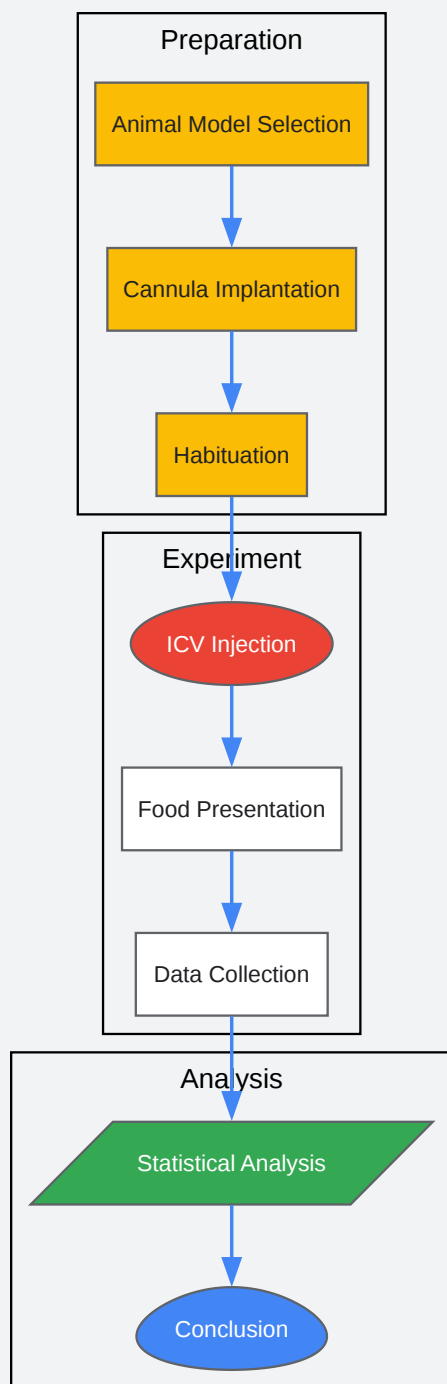 Preparation
Animal Model Selection
Cannula Implantation
Habituation
Experiment
ICV Injection
Food Presentation
Data Collection
Analysis
Statistical Analysis
Conclusion